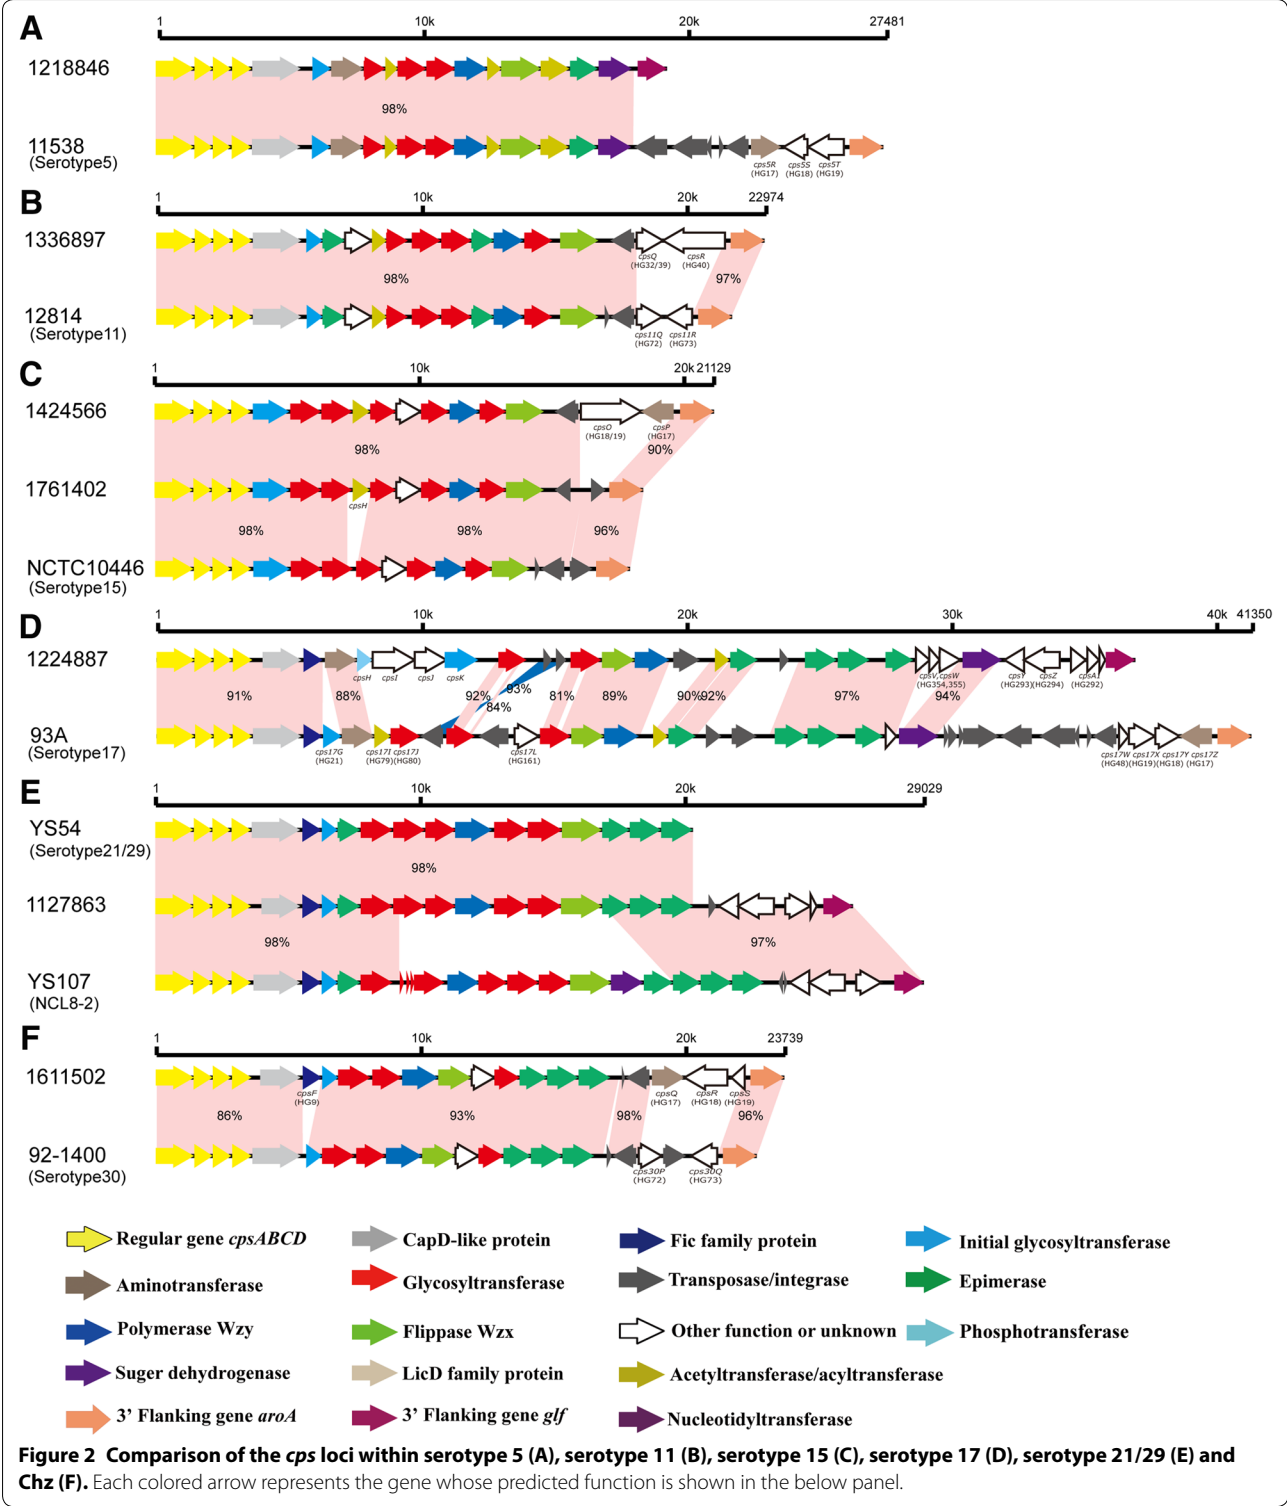 A
1 10k 20k 27481
1218846
98%
11538
(Serotype5)
cps5R cps5S cps5T
(HG17) (HG18) (HG19)
B
1 10k 20k 22974
1336897
cpsQ cpsR
(HG32/39) (HG40)
98% 97%
12814
(Serotype11)
cps11Q cps11R
(HG72) (HG73)
C
1 10k 20k 21129
1424566
cpsO cpsP
(HG18/19) (HG17)
98% 90%
1761402
cpsH
98% 98% 96%
NCTC10446
(Serotype15)
D
1 10k 20k 30k 40k 41350
1224887
cpsH cpsI cpsJ cpsK cpsV,cpsW cpsY cpsZ cpsA1
(HG354,355) (HG293)(HG294) (HG292)
91% 88% 92% 93% 84% 81% 89% 90% 92% 97% 94%
93A
(Serotype17)
cps17G cps17I cps17J cps17L cps17W cps17X cps17Y cps17Z
(HG21) (HG79) (HG80) (HG161) (HG48) (HG19) (HG18) (HG17)
E
1 10k 20k 29029
YS54
(Serotype21/29)
98%
1127863
98% 97%
YS107
(NCL8-2)
F
1 10k 20k 23739
1611502
cpsF cpsQ cpsR cpsS
(HG9) (HG17) (HG18) (HG19)
86% 93% 98% 96%
92-1400
(Serotype30)
cps30P cps30Q
(HG72) (HG73)
Regular gene cpsABCD CapD-like protein Fic family protein Initial glycosyltransferase
Aminotransferase Glycosyltransferase Transposase/integrase Epimerase
Polymerase Wzy Flippase Wzx Other function or unknown Phosphotransferase
Suger dehydrogenase LicD family protein Acetyltransferase/acyltransferase
3’ Flanking gene aroA 3’ Flanking gene glf Nucleotidyltransferase
Figure 2 Comparison of the cps loci within serotype 5 (A), serotype 11 (B), serotype 15 (C), serotype 17 (D), serotype 21/29 (E) and
Chz (F). Each colored arrow represents the gene whose predicted function is shown in the below panel.